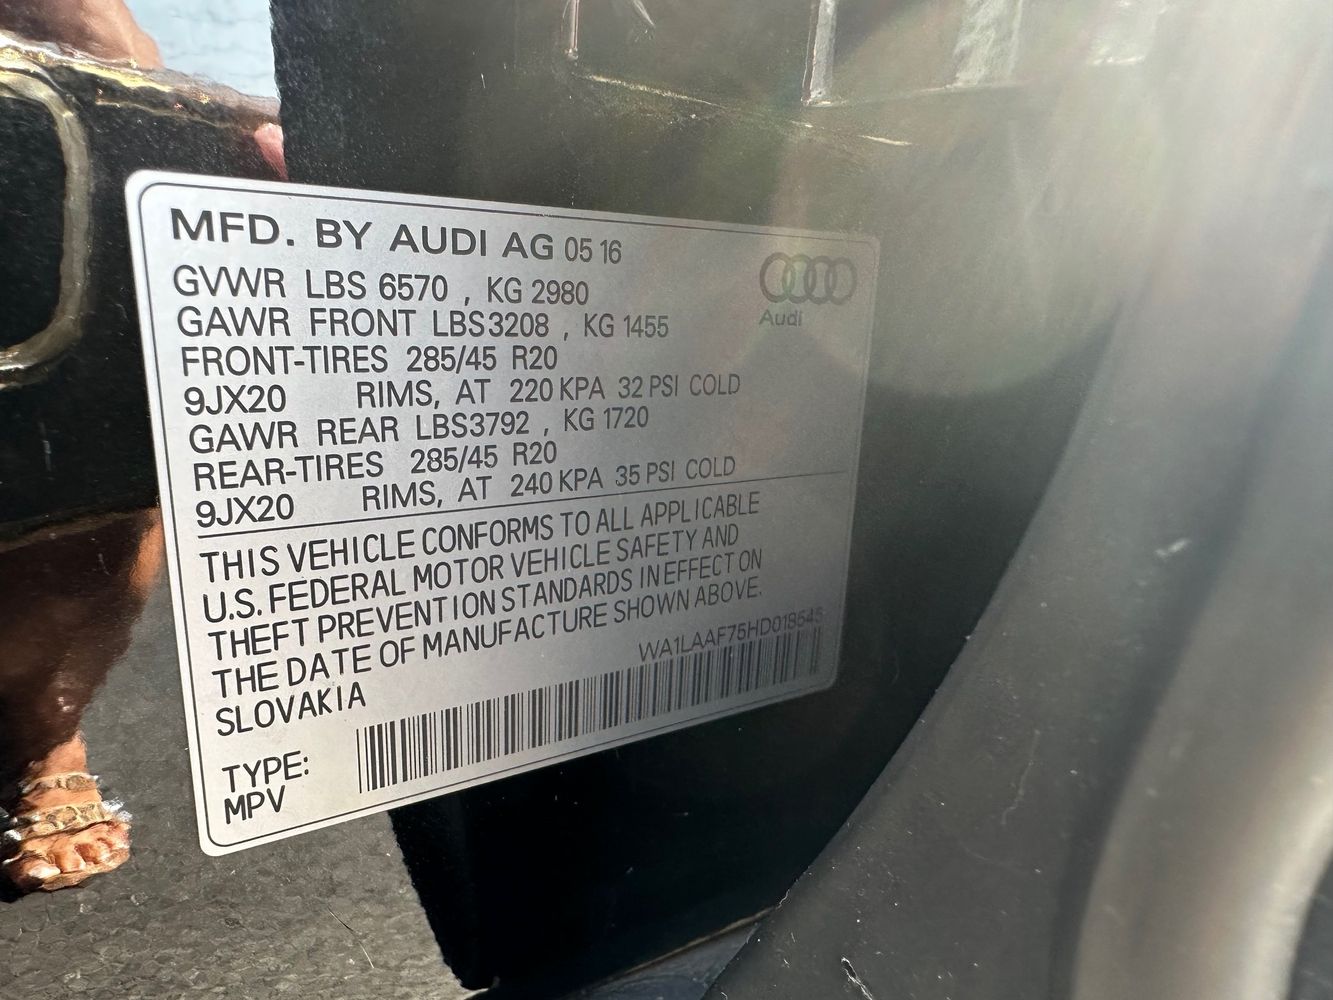 MFD. BY AUDI AG 05 16
GVWR LBS 6570 , KG 2980
GAWR FRONT LBS3208 , KG 1455
FRONT-TIRES 285/45 R20
9JX20 RIMS, AT 220 KPA 32 PSI COLD
GAWR REAR LBS3792 , KG 1720
REAR-TIRES 285/45 R20
9JX20 RIMS, AT 240 KPA 35 PSI COLD
Audi
THIS VEHICLE CONFORMS TO ALL APPLICABLE
U.S. FEDERAL MOTOR VEHICLE SAFETY AND
THEFT PREVENTION STANDARDS IN EFFECT ON
THE DATE OF MANUFACTURE SHOWN ABOVE.
SLOVAKIA
WA1LAAF75HD018545
TYPE:
MPV